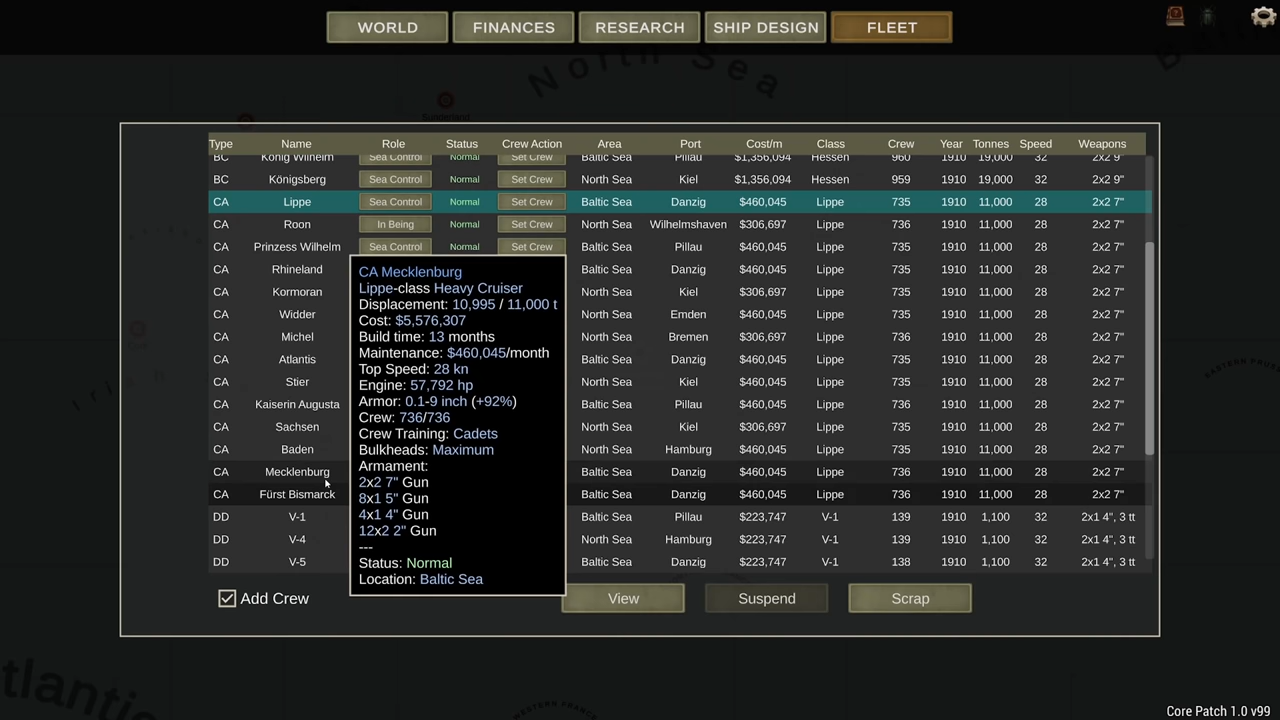 WORLD FINANCES RESEARCH SHIP DESIGN FLEET
North Sea
Sunderland
Type Name Role Status Crew Action Area Port Cost/m Class Crew Year Tonnes Speed Weapons
BC König Wilhelm Sea Control Normal Set Crew Baltic Sea Pillau $1,356,094 Hessen 960 1910 19,000 32 2x2 9"
BC Königsberg Sea Control Normal Set Crew North Sea Kiel $1,356,094 Hessen 959 1910 19,000 32 2x2 9"
CA Lippe Sea Control Normal Set Crew Baltic Sea Danzig $460,045 Lippe 735 1910 11,000 28 2x2 7"
CA Roon In Being Normal Set Crew North Sea Wilhelmshaven $306,697 Lippe 736 1910 11,000 28 2x2 7"
CA Prinzess Wilhelm Sea Control Normal Set Crew Baltic Sea Pillau $460,045 Lippe 735 1910 11,000 28 2x2 7"
CA Rhineland Baltic Sea Danzig $460,045 Lippe 735 1910 11,000 28 2x2 7"
CA Kormoran North Sea Kiel $306,697 Lippe 735 1910 11,000 28 2x2 7"
CA Widder North Sea Emden $306,697 Lippe 735 1910 11,000 28 2x2 7"
CA Michel North Sea Bremen $306,697 Lippe 736 1910 11,000 28 2x2 7"
CA Atlantis Baltic Sea Danzig $460,045 Lippe 735 1910 11,000 28 2x2 7"
CA Stier North Sea Kiel $460,045 Lippe 735 1910 11,000 28 2x2 7"
CA Kaiserin Augusta Baltic Sea Pillau $460,045 Lippe 736 1910 11,000 28 2x2 7"
CA Sachsen North Sea Kiel $306,697 Lippe 735 1910 11,000 28 2x2 7"
CA Baden North Sea Hamburg $460,045 Lippe 736 1910 11,000 28 2x2 7"
CA Mecklenburg Baltic Sea Danzig $460,045 Lippe 736 1910 11,000 28 2x2 7"
CA Fürst Bismarck Baltic Sea Danzig $460,045 Lippe 736 1910 11,000 28 2x2 7"
DD V-1 Baltic Sea Pillau $223,747 V-1 139 1910 1,100 32 2x1 4", 3 tt
DD V-4 North Sea Hamburg $223,747 V-1 139 1910 1,100 32 2x1 4", 3 tt
DD V-5 Baltic Sea Danzig $223,747 V-1 138 1910 1,100 32 2x1 4", 3 tt
CA Mecklenburg
Lippe-class Heavy Cruiser
Displacement: 10,995 / 11,000 t
Cost: $5,576,307
Build time: 13 months
Maintenance: $460,045/month
Top Speed: 28 kn
Engine: 57,792 hp
Armor: 0.1-9 inch (+92%)
Crew: 736/736
Crew Training: Cadets
Bulkheads: Maximum
Armament:
2x2 7" Gun
8x1 5" Gun
4x1 4" Gun
12x2 2" Gun
---
Status: Normal
Location: Baltic Sea
Add Crew View Suspend Scrap
Core Patch 1.0 v99